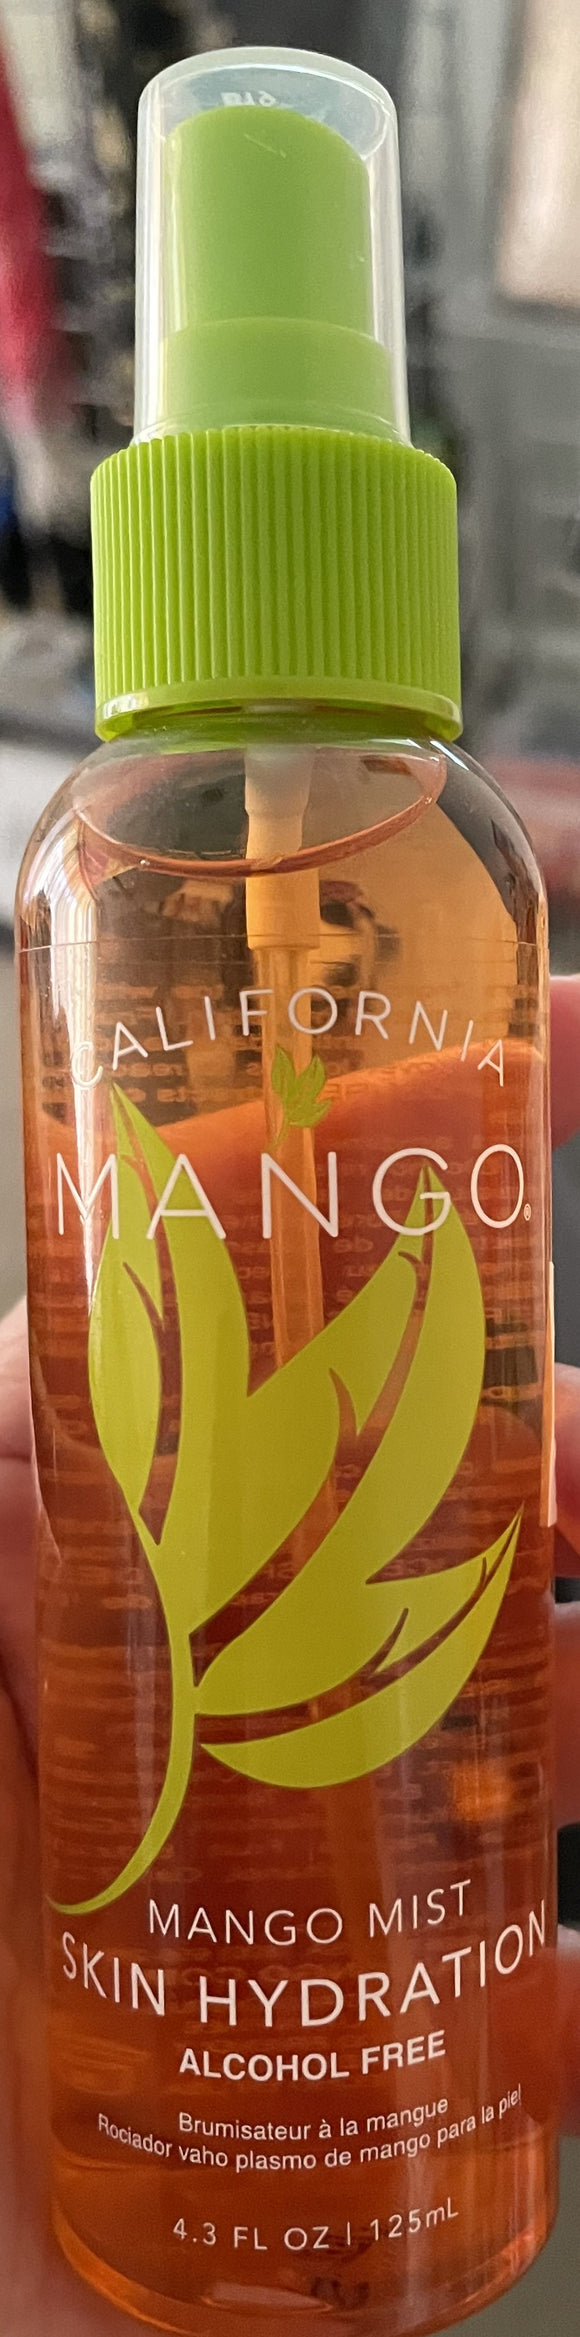 CALIFORNIA
MANGO®
MANGO MIST
SKIN HYDRATION
ALCOHOL FREE
Brumisateur à la mangue
Rociador vaho plasmo de mango para la piel
4.3 FL OZ | 125mL